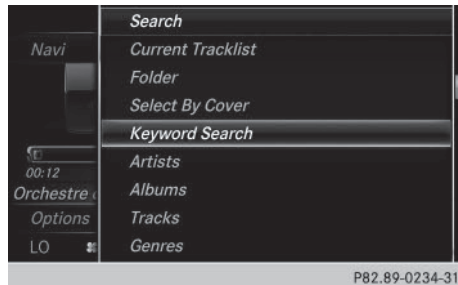 Search
Navi
Current Tracklist
Folder
Select By Cover
Keyword Search
00:12
Artists
Orchestre
Albums
Options
Tracks
LO
Genres
P82.89-0234-31